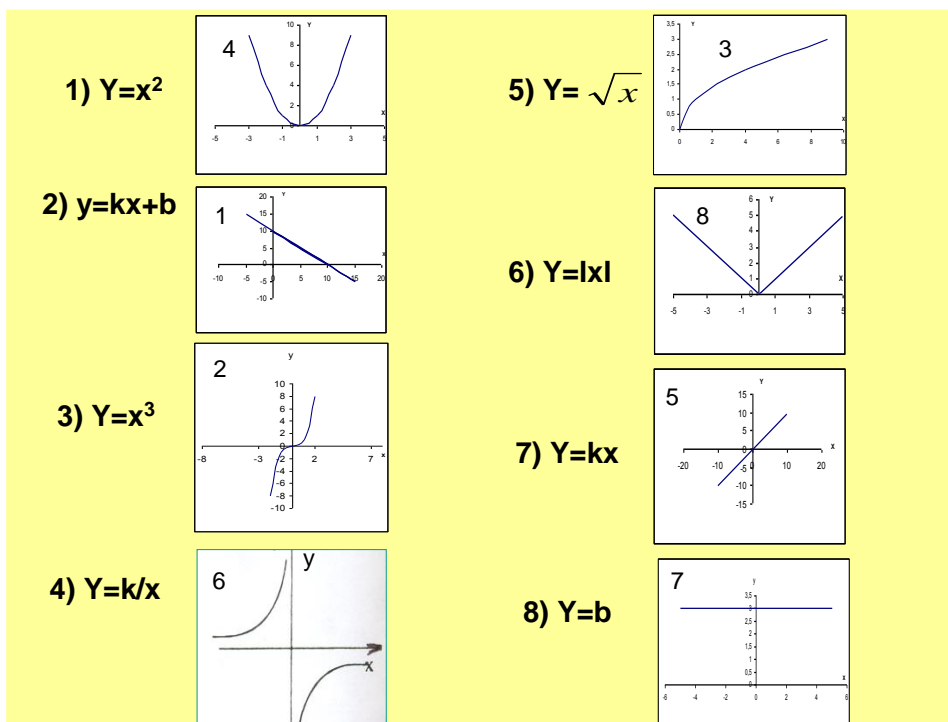 1) Y=x²
4
Y
10
8
6
4
2
0
-5 -3 -1 1 3 5
x
2) y=kx+b
1
Y
20
15
10
5
0
-5
-10
-10 -5 0 5 10 15 20
x
3) Y=x³
2
y
10
8
6
4
2
0
-2
-4
-6
-8
-10
-8 -3 2 7
x
4) Y=k/x
6
y
x
5) Y= √x
3
Y
3,5
3
2,5
2
1,5
1
0,5
0
0 2 4 6 8 10
x
6) Y=IxI
8
Y
6
5
4
3
2
1
0
-5 -3 -1 1 3 5
x
7) Y=kx
5
Y
15
10
5
0
-5
-10
-15
-20 -10 0 10 20
x
8) Y=b
7
y
3,5
3
2,5
2
1,5
1
0,5
0
-6 -4 -2 0 2 4 6
x